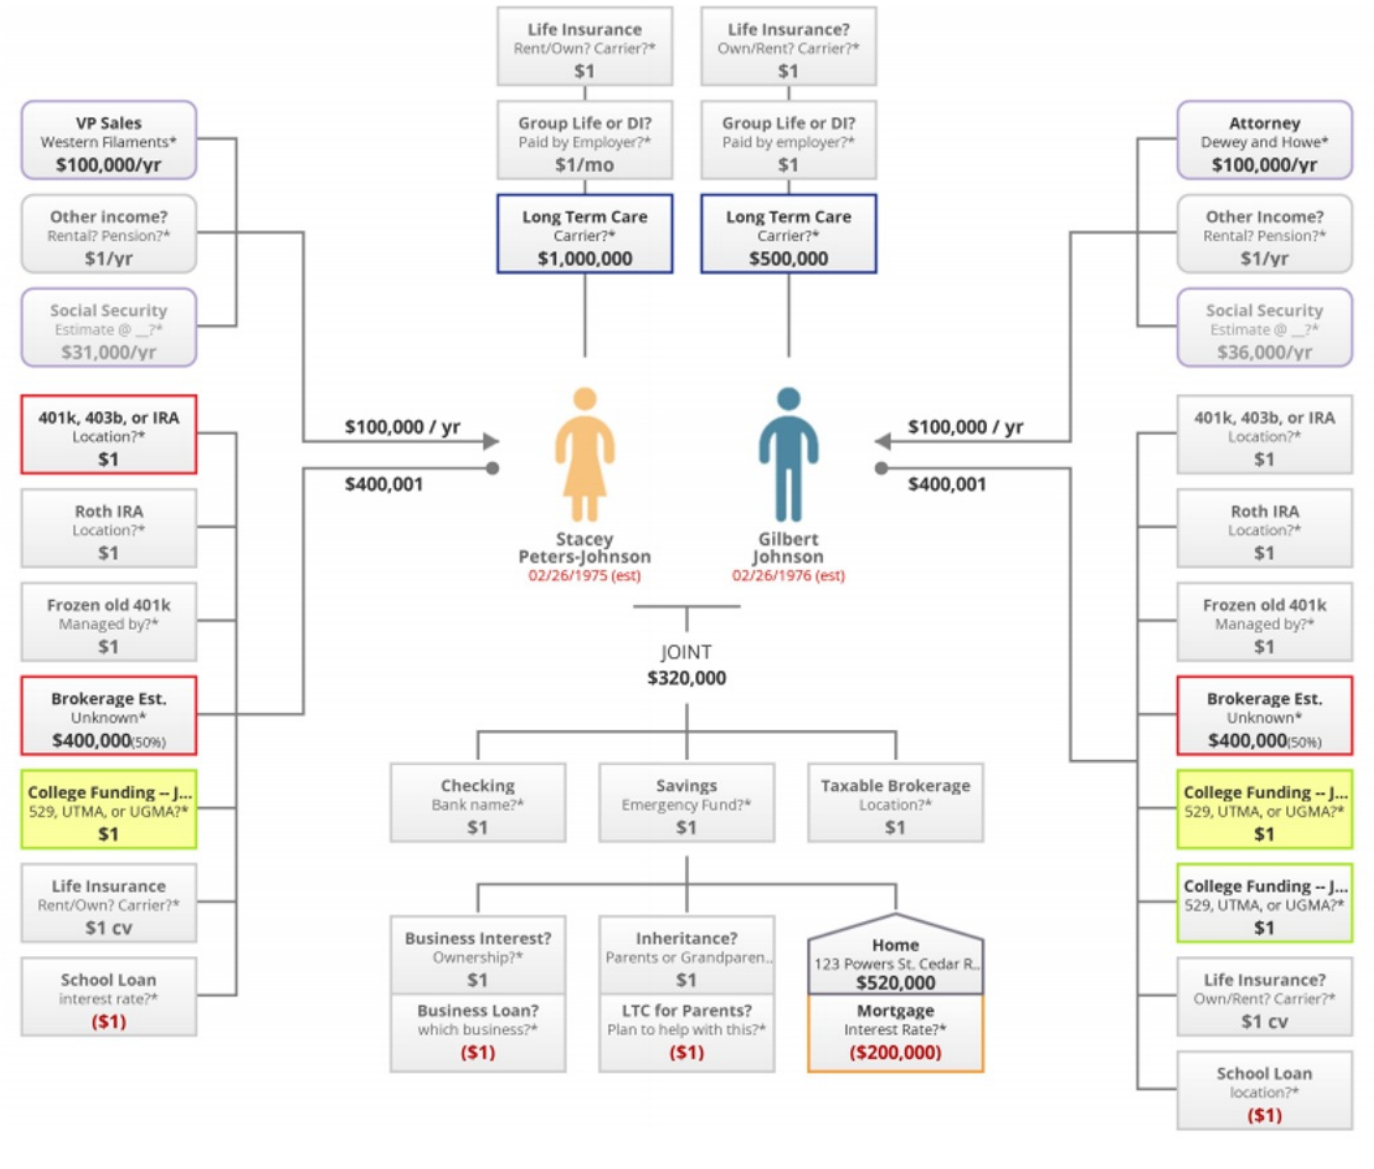 Life Insurance
Rent/Own? Carrier?*
$1
Life Insurance?
Own/Rent? Carrier?*
$1
Group Life or DI?
Paid by Employer?*
$1/mo
Group Life or DI?
Paid by employer?*
$1
Long Term Care
Carrier?*
$1,000,000
Long Term Care
Carrier?*
$500,000
VP Sales
Western Filaments*
$100,000/yr
Other income?
Rental? Pension?*
$1/yr
Social Security
Estimate @ __?*
$31,000/yr
401k, 403b, or IRA
Location?*
$1
Roth IRA
Location?*
$1
Frozen old 401k
Managed by?*
$1
Brokerage Est.
Unknown*
$400,000(50%)
College Funding -- J...
529, UTMA, or UGMA?*
$1
Life Insurance
Rent/Own? Carrier?*
$1 cv
School Loan
interest rate?*
($1)
$100,000 / yr
$400,001
Stacey
Peters-Johnson
02/26/1975 (est)
Gilbert
Johnson
02/26/1976 (est)
$100,000 / yr
$400,001
JOINT
$320,000
Checking
Bank name?*
$1
Savings
Emergency Fund?*
$1
Taxable Brokerage
Location?*
$1
Business Interest?
Ownership?*
$1
Business Loan?
which business?*
($1)
Inheritance?
Parents or Grandparen..
$1
LTC for Parents?
Plan to help with this?*
($1)
Home
123 Powers St. Cedar R..
$520,000
Mortgage
Interest Rate?*
($200,000)
Attorney
Dewey and Howe*
$100,000/yr
Other Income?
Rental? Pension?*
$1/yr
Social Security
Estimate @ __?*
$36,000/yr
401k, 403b, or IRA
Location?*
$1
Roth IRA
Location?*
$1
Frozen old 401k
Managed by?*
$1
Brokerage Est.
Unknown*
$400,000(50%)
College Funding -- J...
529, UTMA, or UGMA?*
$1
College Funding -- J...
529, UTMA, or UGMA?*
$1
Life Insurance?
Own/Rent? Carrier?*
$1 cv
School Loan
location?*
($1)